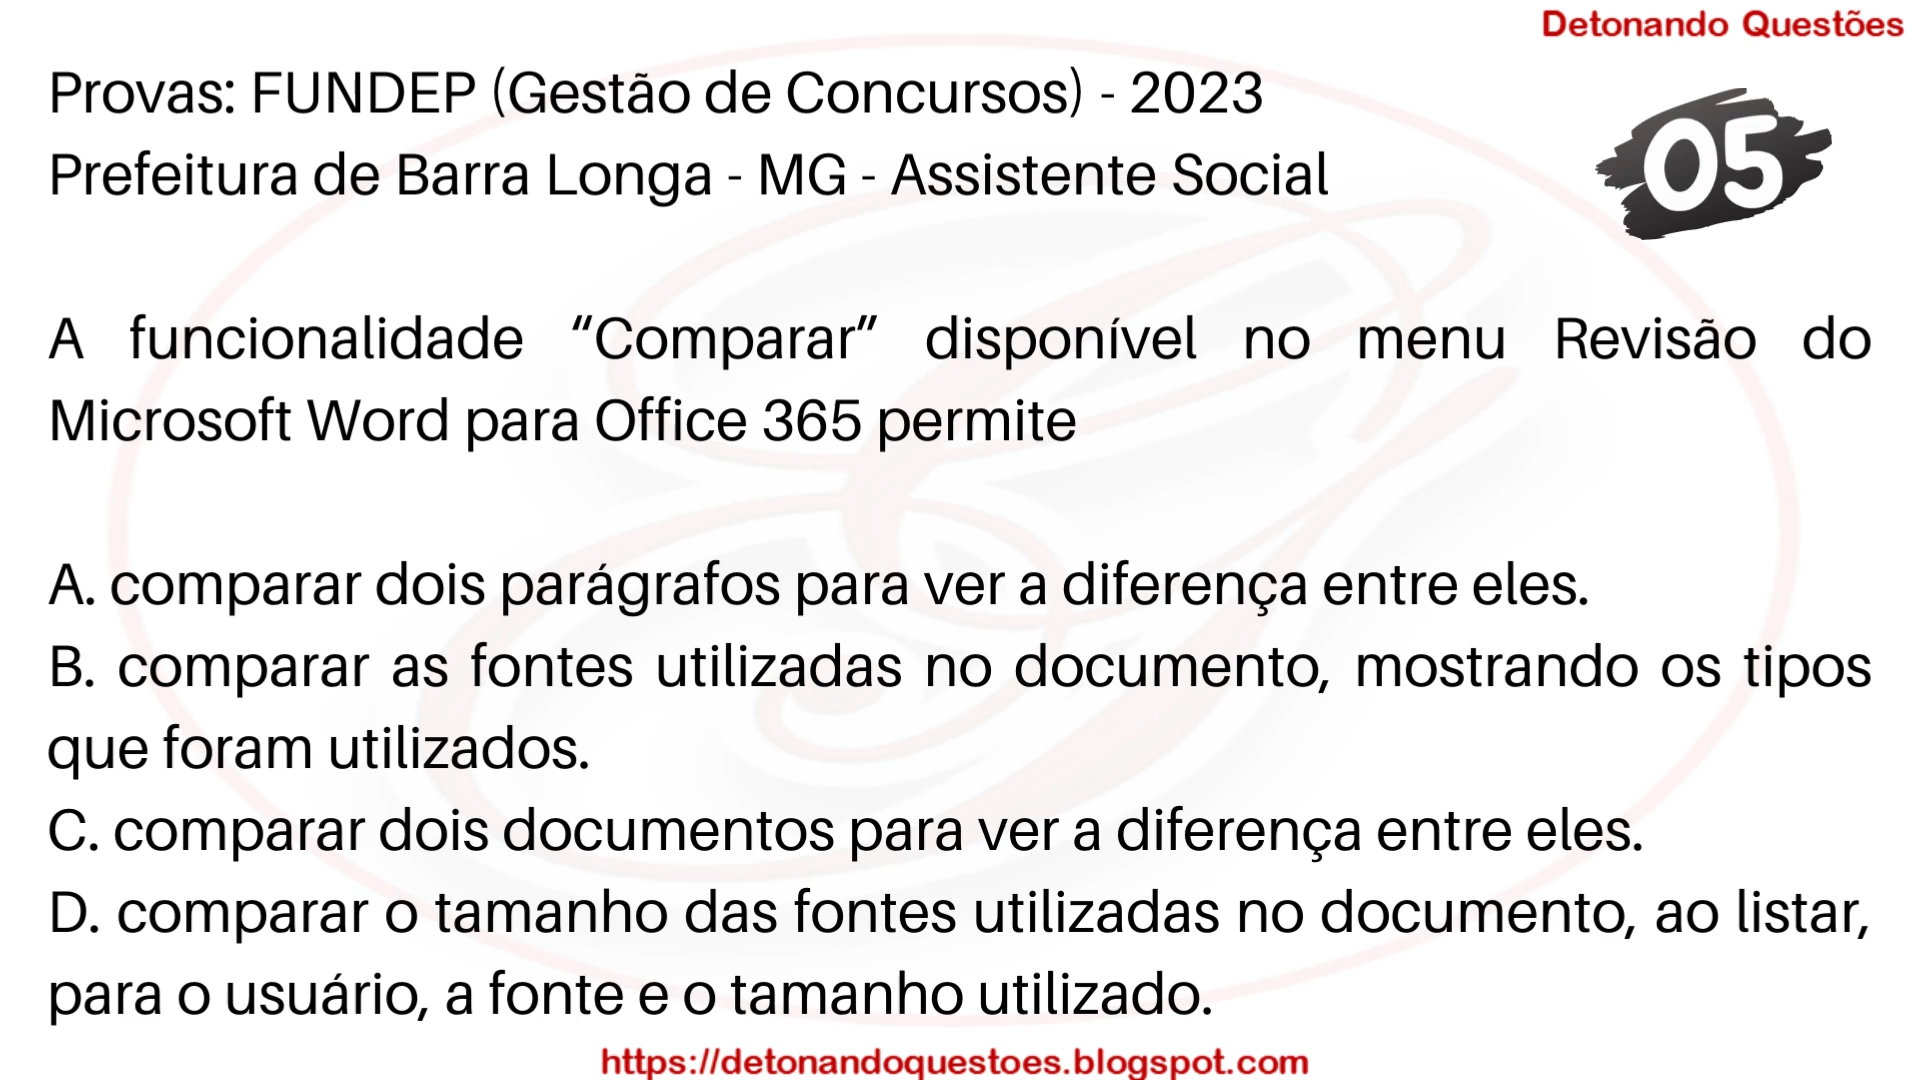 Detonando Questões
Provas: FUNDEP (Gestão de Concursos) - 2023
Prefeitura de Barra Longa - MG - Assistente Social
05
A funcionalidade “Comparar” disponível no menu Revisão do
Microsoft Word para Office 365 permite
A. comparar dois parágrafos para ver a diferença entre eles.
B. comparar as fontes utilizadas no documento, mostrando os tipos
que foram utilizados.
C. comparar dois documentos para ver a diferença entre eles.
D. comparar o tamanho das fontes utilizadas no documento, ao listar,
para o usuário, a fonte e o tamanho utilizado.
https://detonandoquestoes.blogspot.com